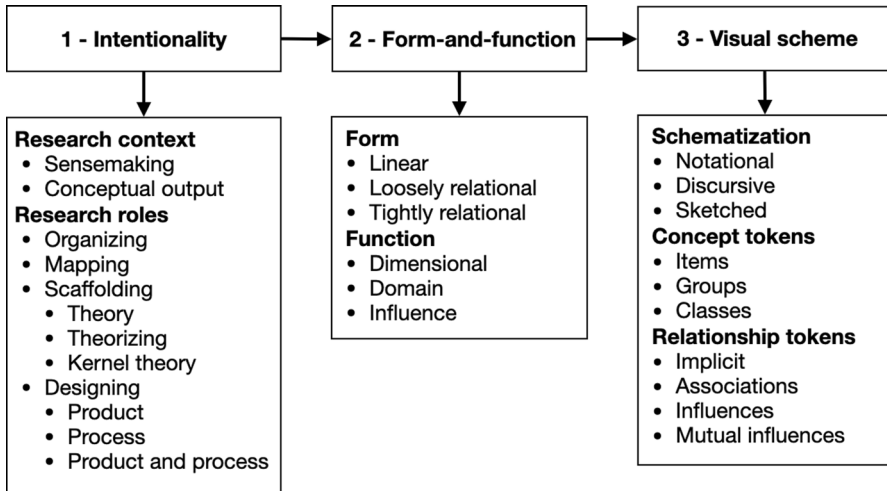 1 - Intentionality
2 - Form-and-function
3 - Visual scheme
Research context
• Sensemaking
• Conceptual output
Research roles
• Organizing
• Mapping
• Scaffolding
• Theory
• Theorizing
• Kernel theory
• Designing
• Product
• Process
• Product and process
Form
• Linear
• Loosely relational
• Tightly relational
Function
• Dimensional
• Domain
• Influence
Schematization
• Notational
• Discursive
• Sketched
Concept tokens
• Items
• Groups
• Classes
Relationship tokens
• Implicit
• Associations
• Influences
• Mutual influences